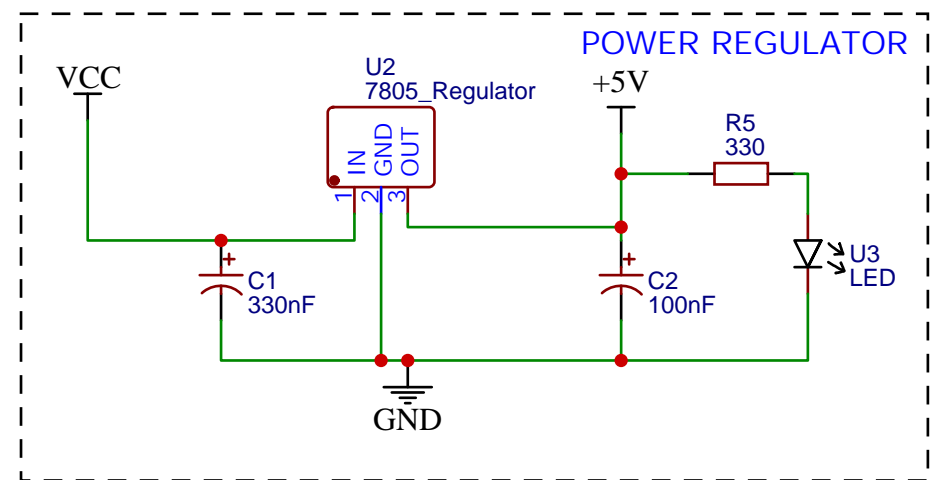 POWER REGULATOR
VCC
U2
7805_Regulator
+5V
R5
330
IN
GND
OUT
1
2
3
+
C1
330nF
+
C2
100nF
U3
LED
GND